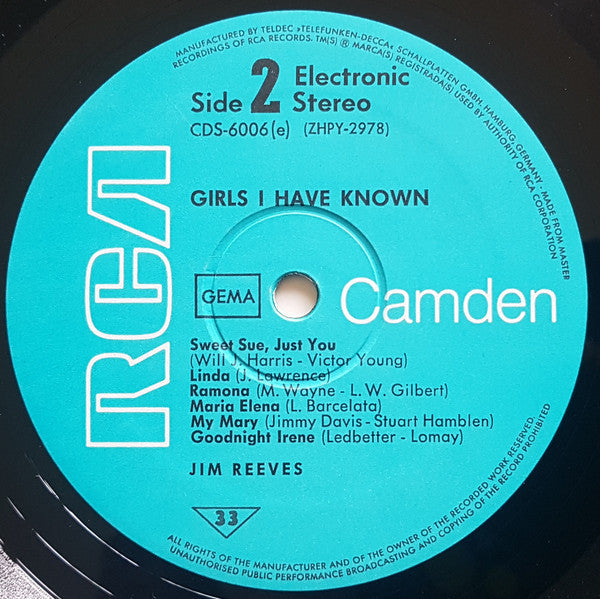 MANUFACTURED BY TELDEC »TELEFUNKEN-DECCA« SCHALLPLATTEN GMBH, HAMBURG, GERMANY - MADE FROM MASTER
RECORDINGS OF RCA RECORDS. TM(S) ® MARCA(S) REGISTRADA(S) USED BY AUTHORITY OF RCA CORPORATION
Side 2 Electronic Stereo
CDS-6006(e) (ZHPY-2978)
GIRLS I HAVE KNOWN
RCA
GEMA
Camden
Sweet Sue, Just You
(Will J. Harris - Victor Young)
Linda (J. Lawrence)
Ramona (M. Wayne - L. W. Gilbert)
Maria Elena (L. Barcelata)
My Mary (Jimmy Davis - Stuart Hamblen)
Goodnight Irene (Ledbetter - Lomay)
JIM REEVES
33
ALL RIGHTS OF THE MANUFACTURER AND OF THE OWNER OF THE RECORDED WORK RESERVED.
UNAUTHORISED PUBLIC PERFORMANCE BROADCASTING AND COPYING OF THE RECORD PROHIBITED